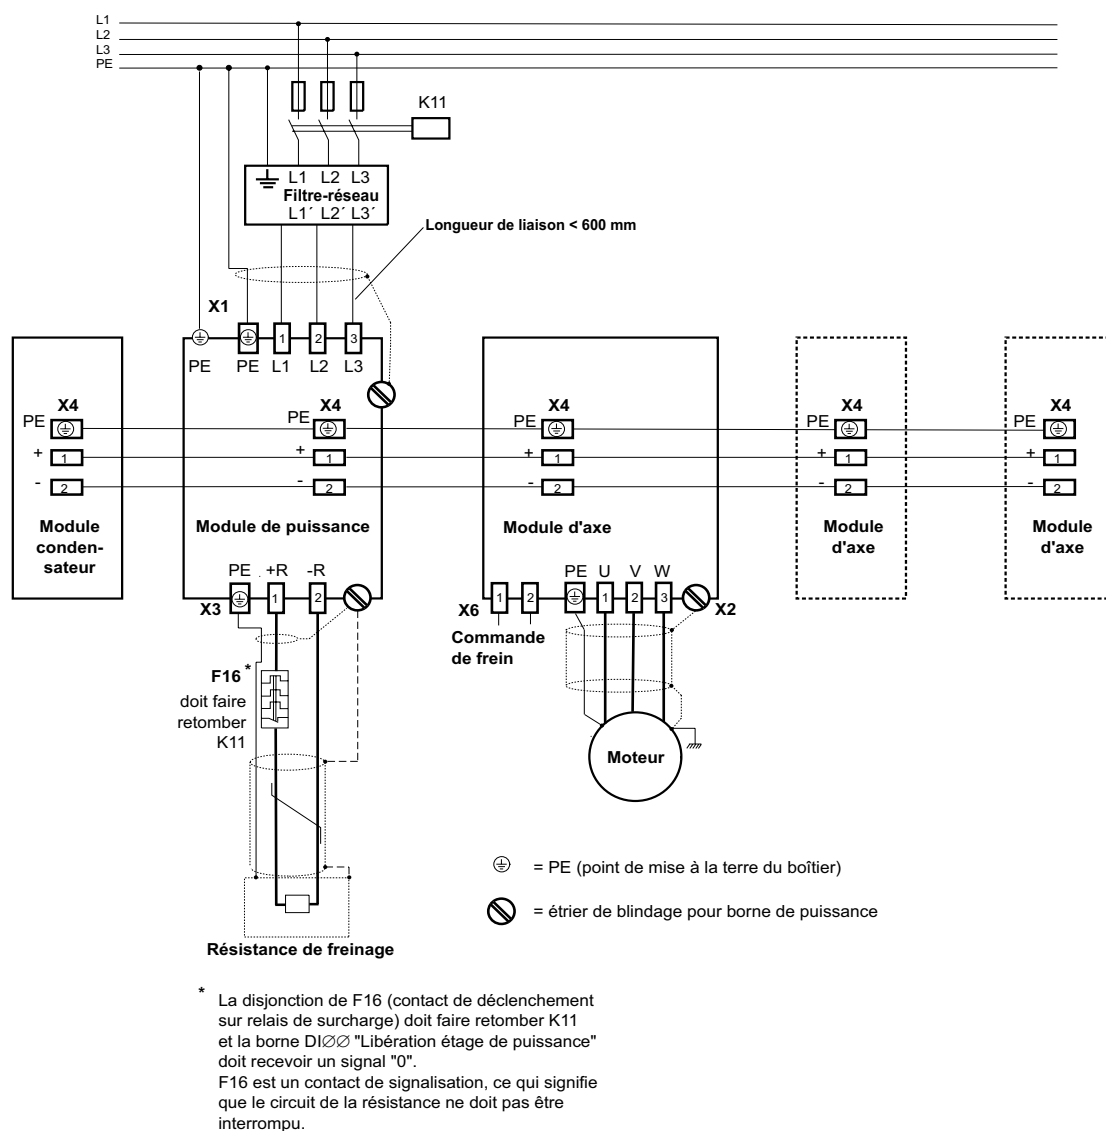 L1
L2
L3
PE
K11
L1 L2 L3
Filtre-réseau
L1´ L2´ L3´
Longueur de liaison < 600 mm
X1
1 2 3
PE PE L1 L2 L3
X4 X4 X4 X4 X4
PE PE PE PE PE
+ 1 + 1 + 1 + 1 + 1
- 2 - 2 - 2 - 2 - 2
Module
conden-
sateur
Module de puissance
Module d'axe
Module
d'axe
Module
d'axe
PE +R -R
X3 1 2
PE U V W
X6 1 2 1 2 3 X2
Commande
de frein
F16 *
doit faire
retomber
K11
Moteur
= PE (point de mise à la terre du boîtier)
= étrier de blindage pour borne de puissance
Résistance de freinage
* La disjonction de F16 (contact de déclenchement
sur relais de surcharge) doit faire retomber K11
et la borne DI∅∅ "Libération étage de puissance"
doit recevoir un signal "0".
F16 est un contact de signalisation, ce qui signifie
que le circuit de la résistance ne doit pas être
interrompu.